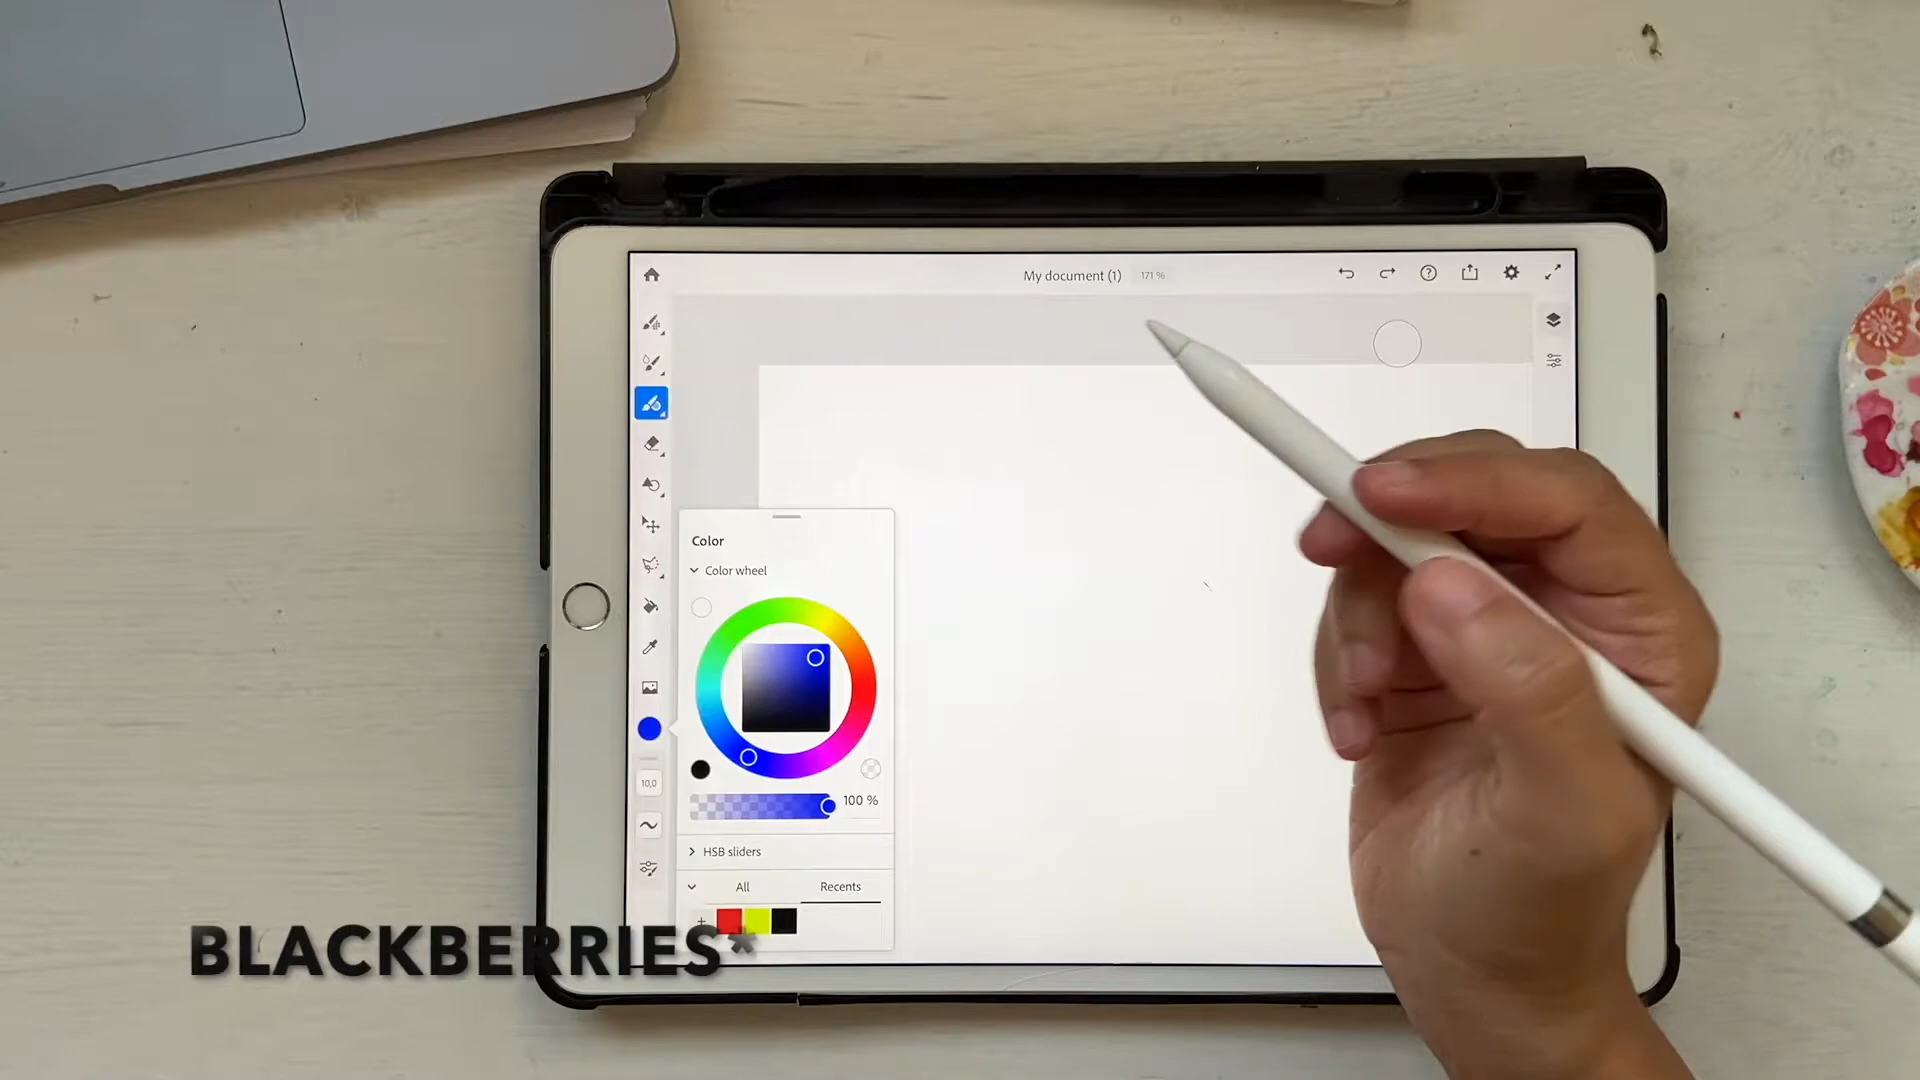 My document (1) 171 %
Color
Color wheel
10,0
100 %
HSB sliders
All Recents
BLACKBERRIES*